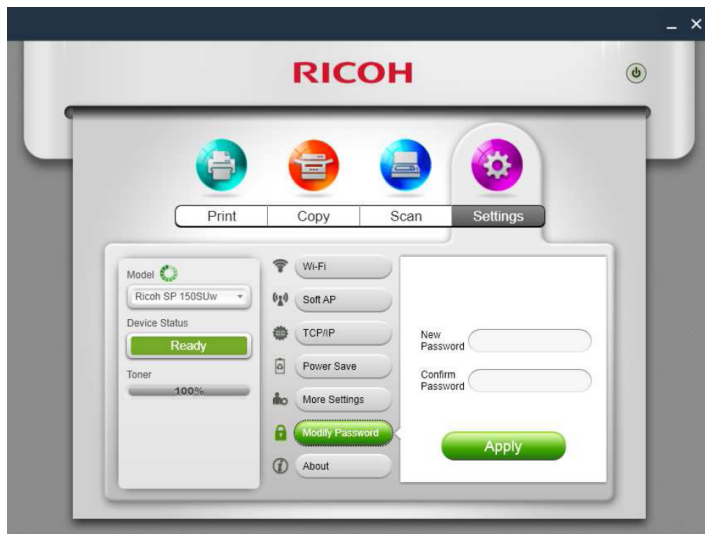 RICOH
Print
Copy
Scan
Settings
Model
Ricoh SP 150SUw
Device Status
Ready
Toner
100%
Wi-Fi
Soft AP
TCP/IP
Power Save
More Settings
Modify Password
About
New
Password
Confirm
Password
Apply